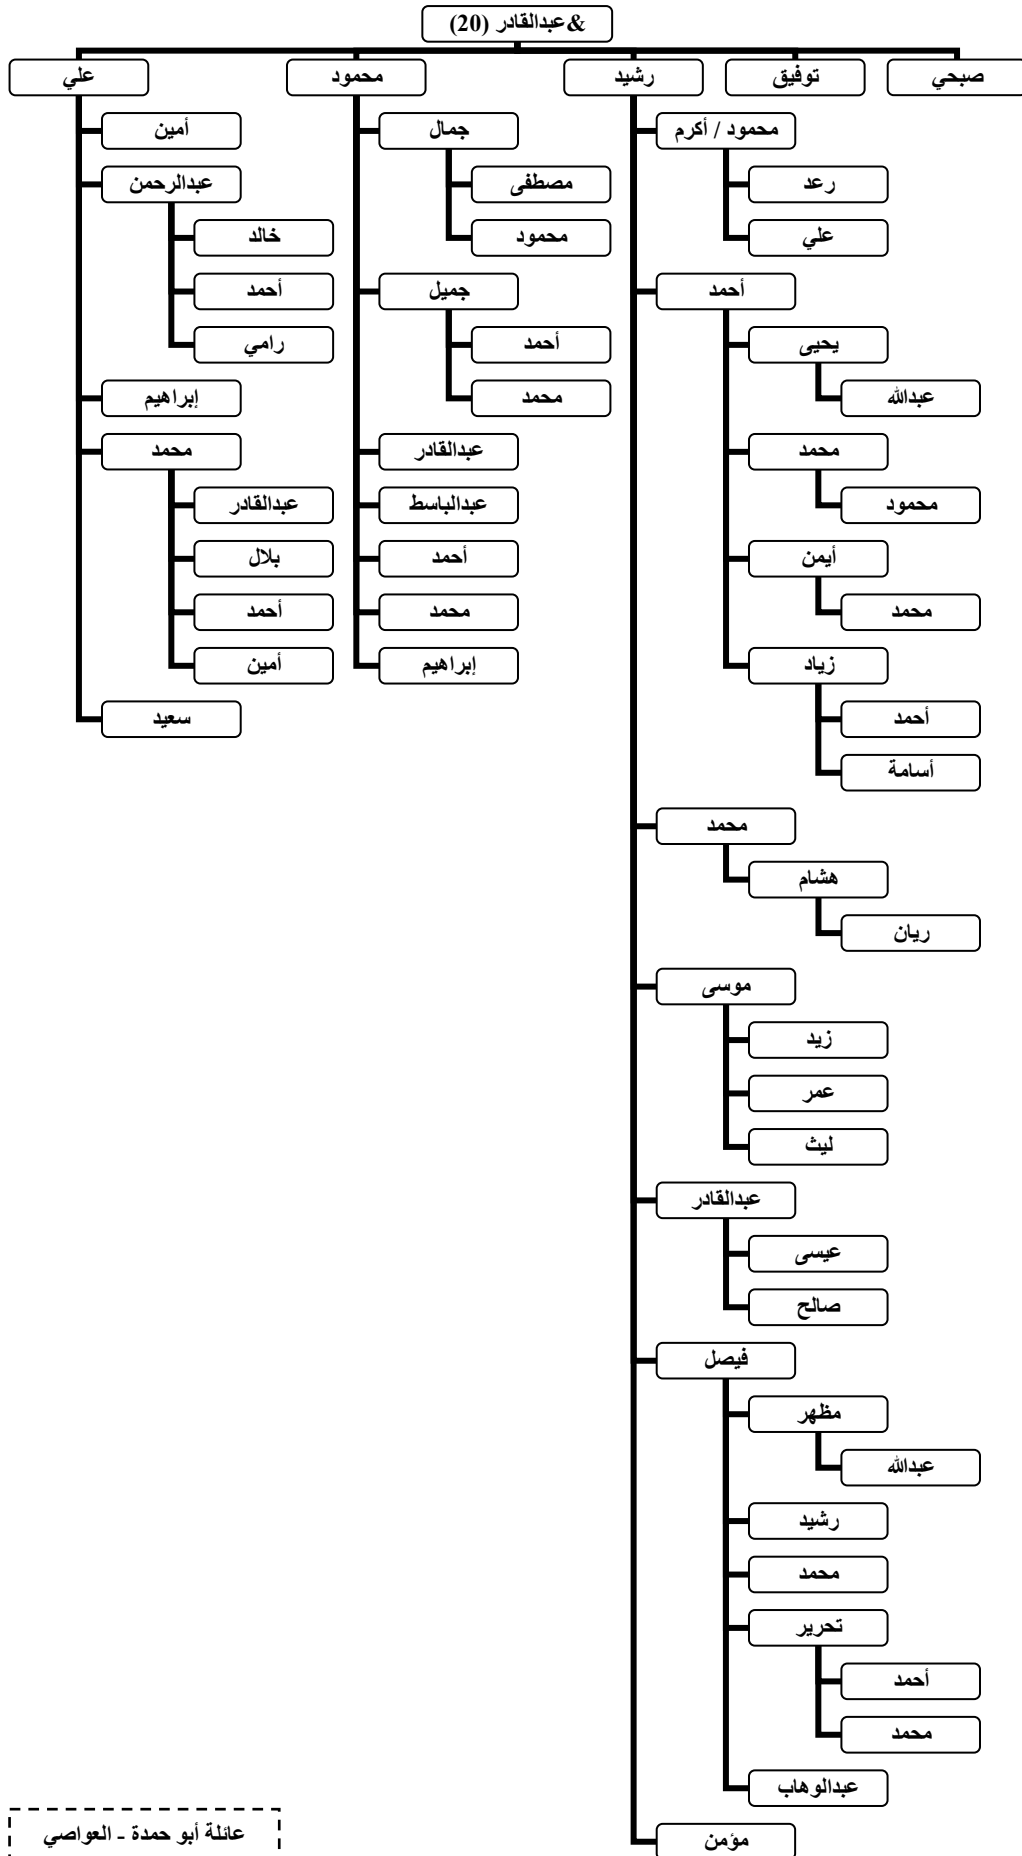 &عبدالقادر (20)
صبحي
توفيق
رشيد
محمود
علي
محمود / أكرم
رعد
علي
أحمد
يحيى
عبدالله
محمد
محمود
أيمن
محمد
زياد
أحمد
أسامة
محمد
هشام
ريان
موسى
زيد
عمر
ليث
عبدالقادر
عيسى
صالح
فيصل
مظهر
عبدالله
رشيد
محمد
تحرير
أحمد
محمد
عبدالوهاب
مؤمن
جمال
مصطفى
محمود
جميل
أحمد
محمد
عبدالقادر
عبدالباسط
أحمد
محمد
إبراهيم
أمين
عبدالرحمن
خالد
أحمد
رامي
إبراهيم
محمد
عبدالقادر
بلال
أحمد
أمين
سعيد
عائلة أبو حمدة - العواصي